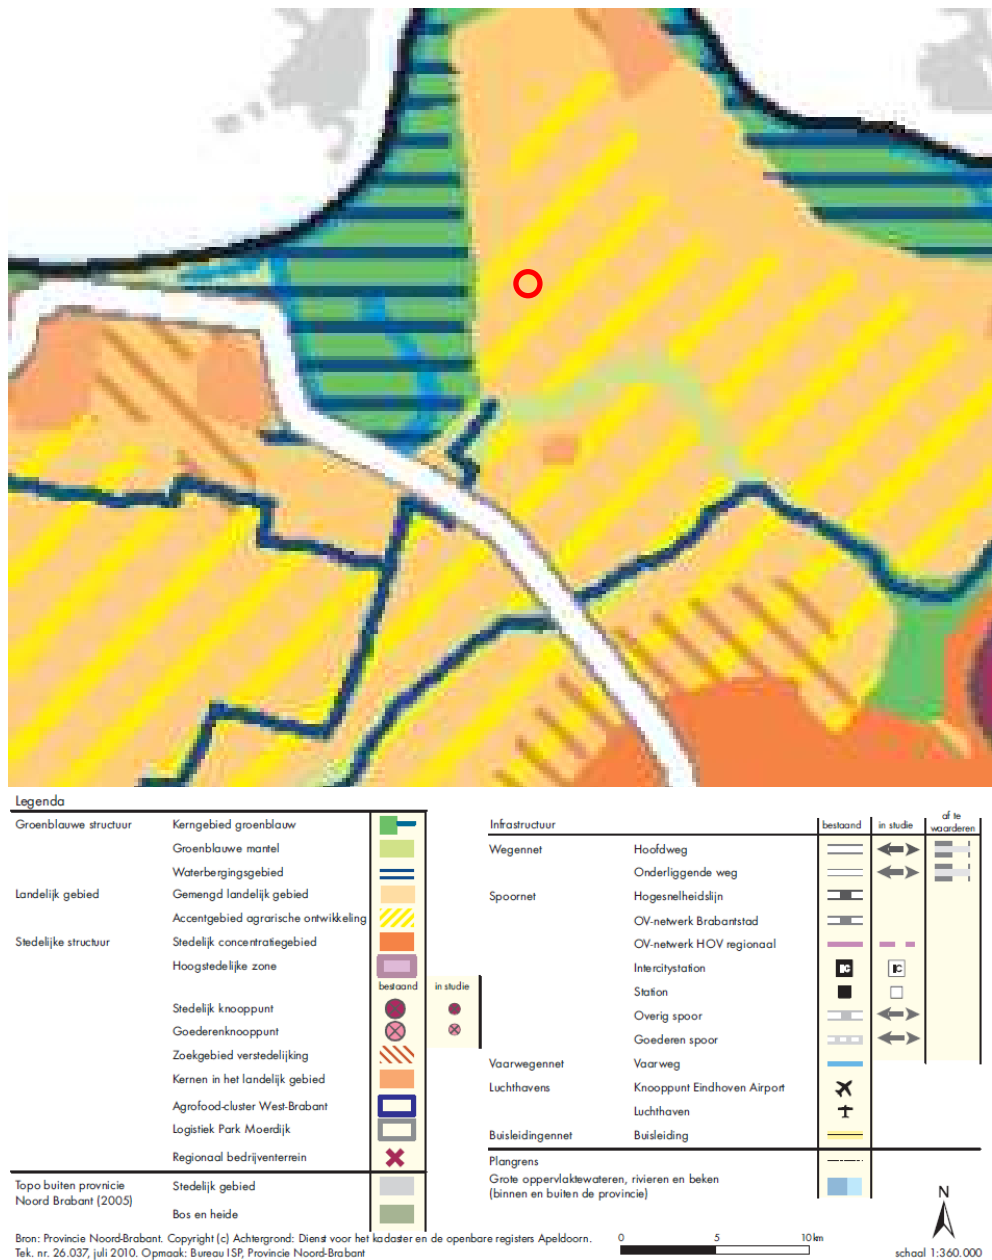 Legenda
Groenblauwe structuur Kerngebied groenblauw
Groenblauwe mantel
Waterbergingsgebied
Landelijk gebied Gemengd landelijk gebied
Accentgebied agrarische ontwikkeling
Stedelijke structuur Stedelijk concentratiegebied
Hoogstedelijke zone
bestaand in studie
Stedelijk knooppunt
Goederenknooppunt
Zoekgebied verstedelijking
Kernen in het landelijk gebied
Agrofood-cluster West-Brabant
Logistiek Park Moerdijk
Regionaal bedrijventerrein
Topo buiten provnicie Stedelijk gebied
Noord Brabant (2005)
Bos en heide
Infrastructuur bestaand in studie af te
waarderen
Wegennet Hoofdweg
Onderliggende weg
Spoornet Hogesnelheidslijn
OV-netwerk Brabantstad
OV-netwerk HOV regionaal
Intercitystation
Station
Overig spoor
Goederen spoor
Vaarwegennet Vaarweg
Luchthavens Knooppunt Eindhoven Airport
Luchthaven
Buisleidingennet Buisleiding
Plangrens
Grote oppervlaktewateren, rivieren en beken
(binnen en buiten de provincie)
N
Bron: Provincie Noord-Brabant. Copyright (c) Achtergrond: Dienst voor het kadaster en de openbare registers Apeldoorn.
Tek. nr. 26.037, juli 2010. Opmaak: Bureau ISP, Provincie Noord-Brabant
0 5 10 km
schaal 1:360.000